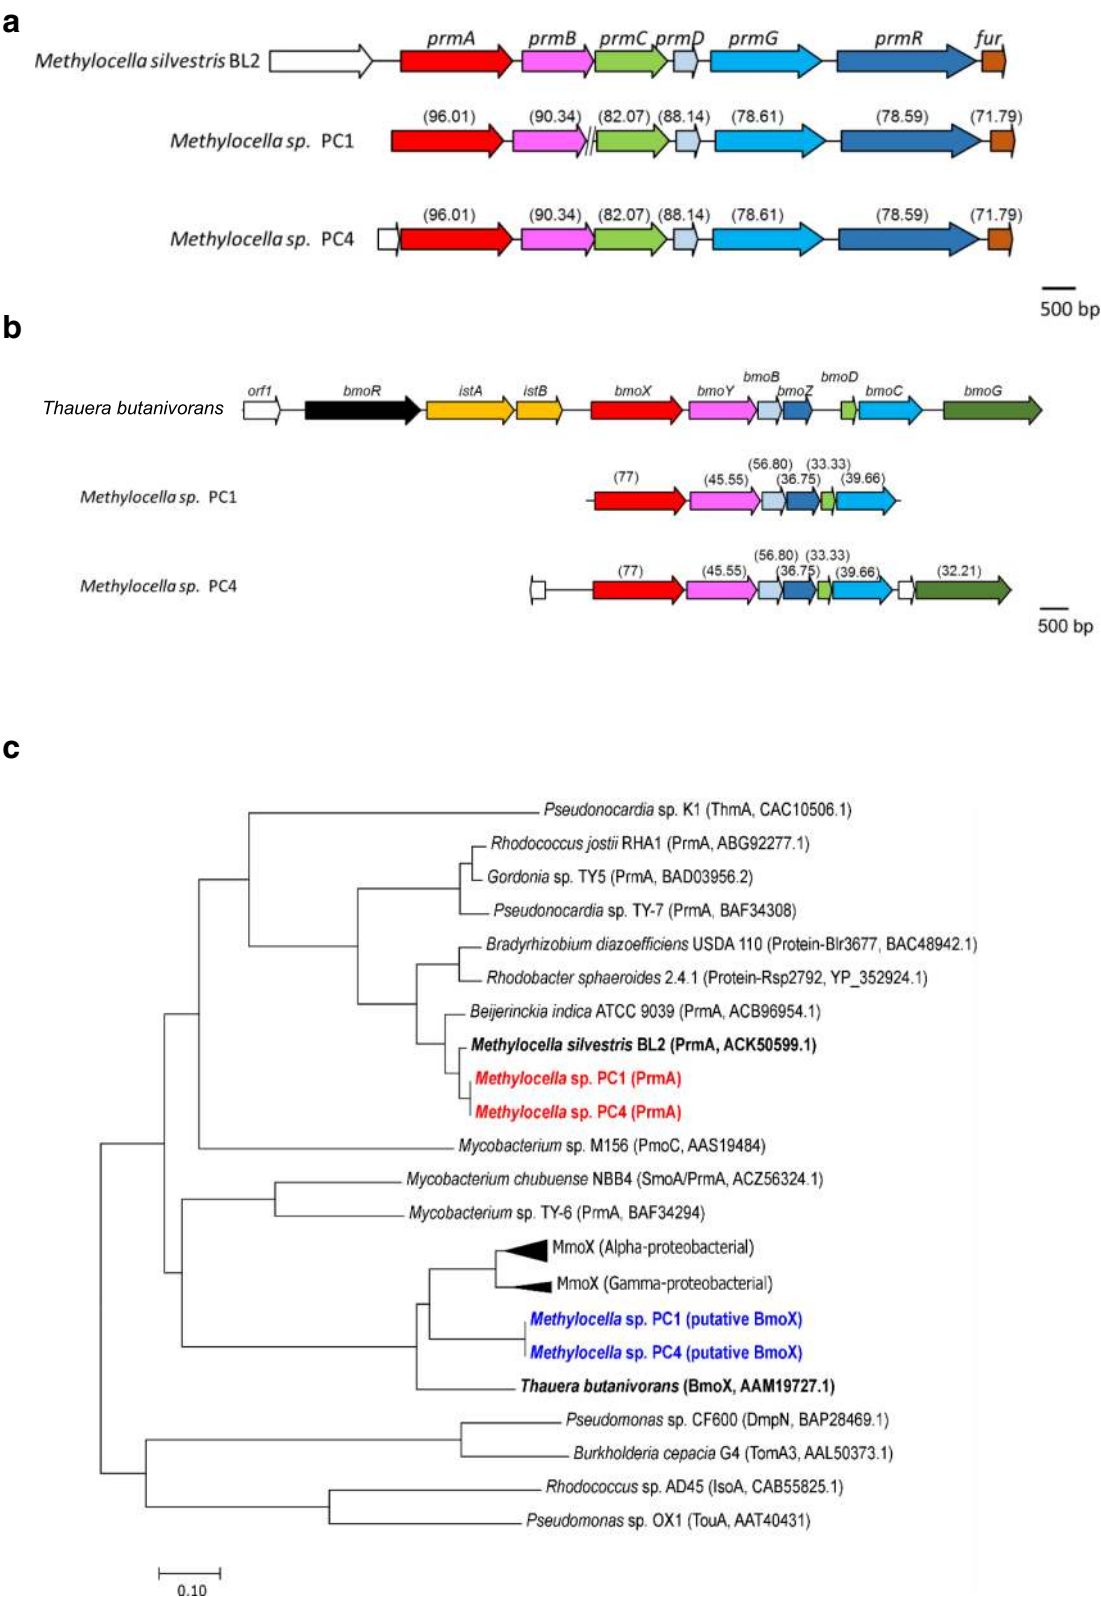 a
prmA prmB prmC prmD prmG prmR fur
Methylocella silvestris BL2
(96.01) (90.34) (82.07) (88.14) (78.61) (78.59) (71.79)
Methylocella sp. PC1
(96.01) (90.34) (82.07) (88.14) (78.61) (78.59) (71.79)
Methylocella sp. PC4
500 bp
b
orf1 bmoR istA istB bmoX bmoY bmoB bmoZ bmoD bmoC bmoG
Thauera butanivorans
(77) (45.55) (56.80) (36.75) (33.33) (39.66)
Methylocella sp. PC1
(77) (45.55) (56.80) (36.75) (33.33) (39.66) (32.21)
Methylocella sp. PC4
500 bp
c
Pseudonocardia sp. K1 (ThmA, CAC10506.1)
Rhodococcus jostii RHA1 (PrmA, ABG92277.1)
Gordonia sp. TY5 (PrmA, BAD03956.2)
Pseudonocardia sp. TY-7 (PrmA, BAF34308)
Bradyrhizobium diazoefficiens USDA 110 (Protein-Blr3677, BAC48942.1)
Rhodobacter sphaeroides 2.4.1 (Protein-Rsp2792, YP_352924.1)
Beijerinckia indica ATCC 9039 (PrmA, ACB96954.1)
Methylocella silvestris BL2 (PrmA, ACK50599.1)
Methylocella sp. PC1 (PrmA)
Methylocella sp. PC4 (PrmA)
Mycobacterium sp. M156 (PmoC, AAS19484)
Mycobacterium chubuense NBB4 (SmoA/PrmA, ACZ56324.1)
Mycobacterium sp. TY-6 (PrmA, BAF34294)
MmoX (Alpha-proteobacterial)
MmoX (Gamma-proteobacterial)
Methylocella sp. PC1 (putative BmoX)
Methylocella sp. PC4 (putative BmoX)
Thauera butanivorans (BmoX, AAM19727.1)
Pseudomonas sp. CF600 (DmpN, BAP28469.1)
Burkholderia cepacia G4 (TomA3, AAL50373.1)
Rhodococcus sp. AD45 (IsoA, CAB55825.1)
Pseudomonas sp. OX1 (TouA, AAT40431)
0.10